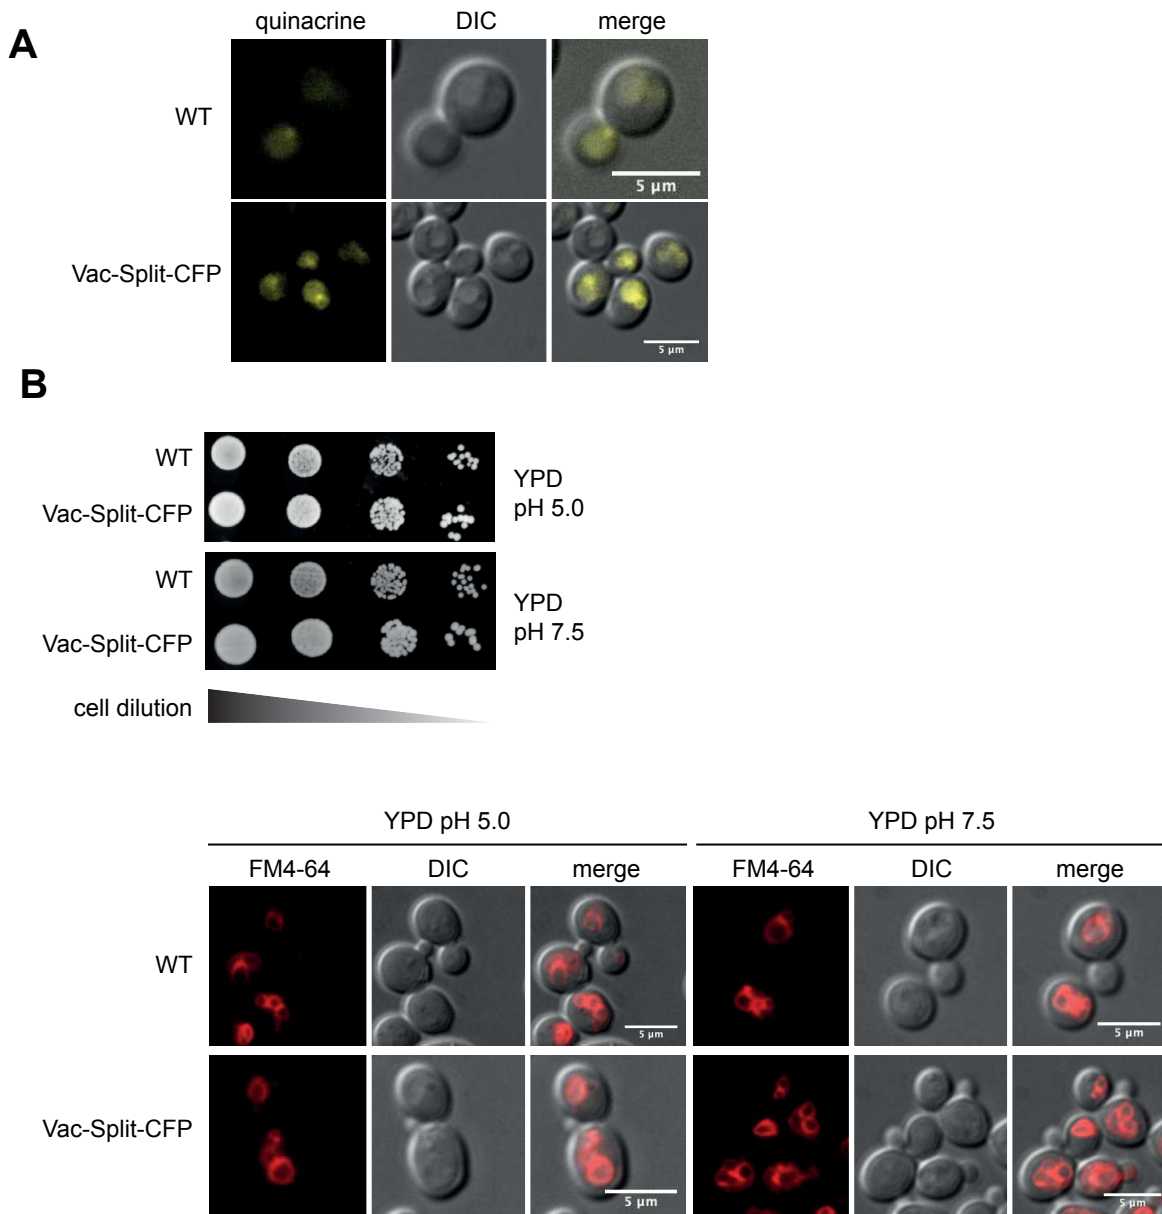 A
quinacrine DIC merge
WT
5 µm
Vac-Split-CFP
5 µm
B
WT
Vac-Split-CFP
YPD
pH 5.0
WT
Vac-Split-CFP
YPD
pH 7.5
cell dilution
YPD pH 5.0 YPD pH 7.5
FM4-64 DIC merge FM4-64 DIC merge
WT
5 µm 5 µm
Vac-Split-CFP
5 µm 5 µm